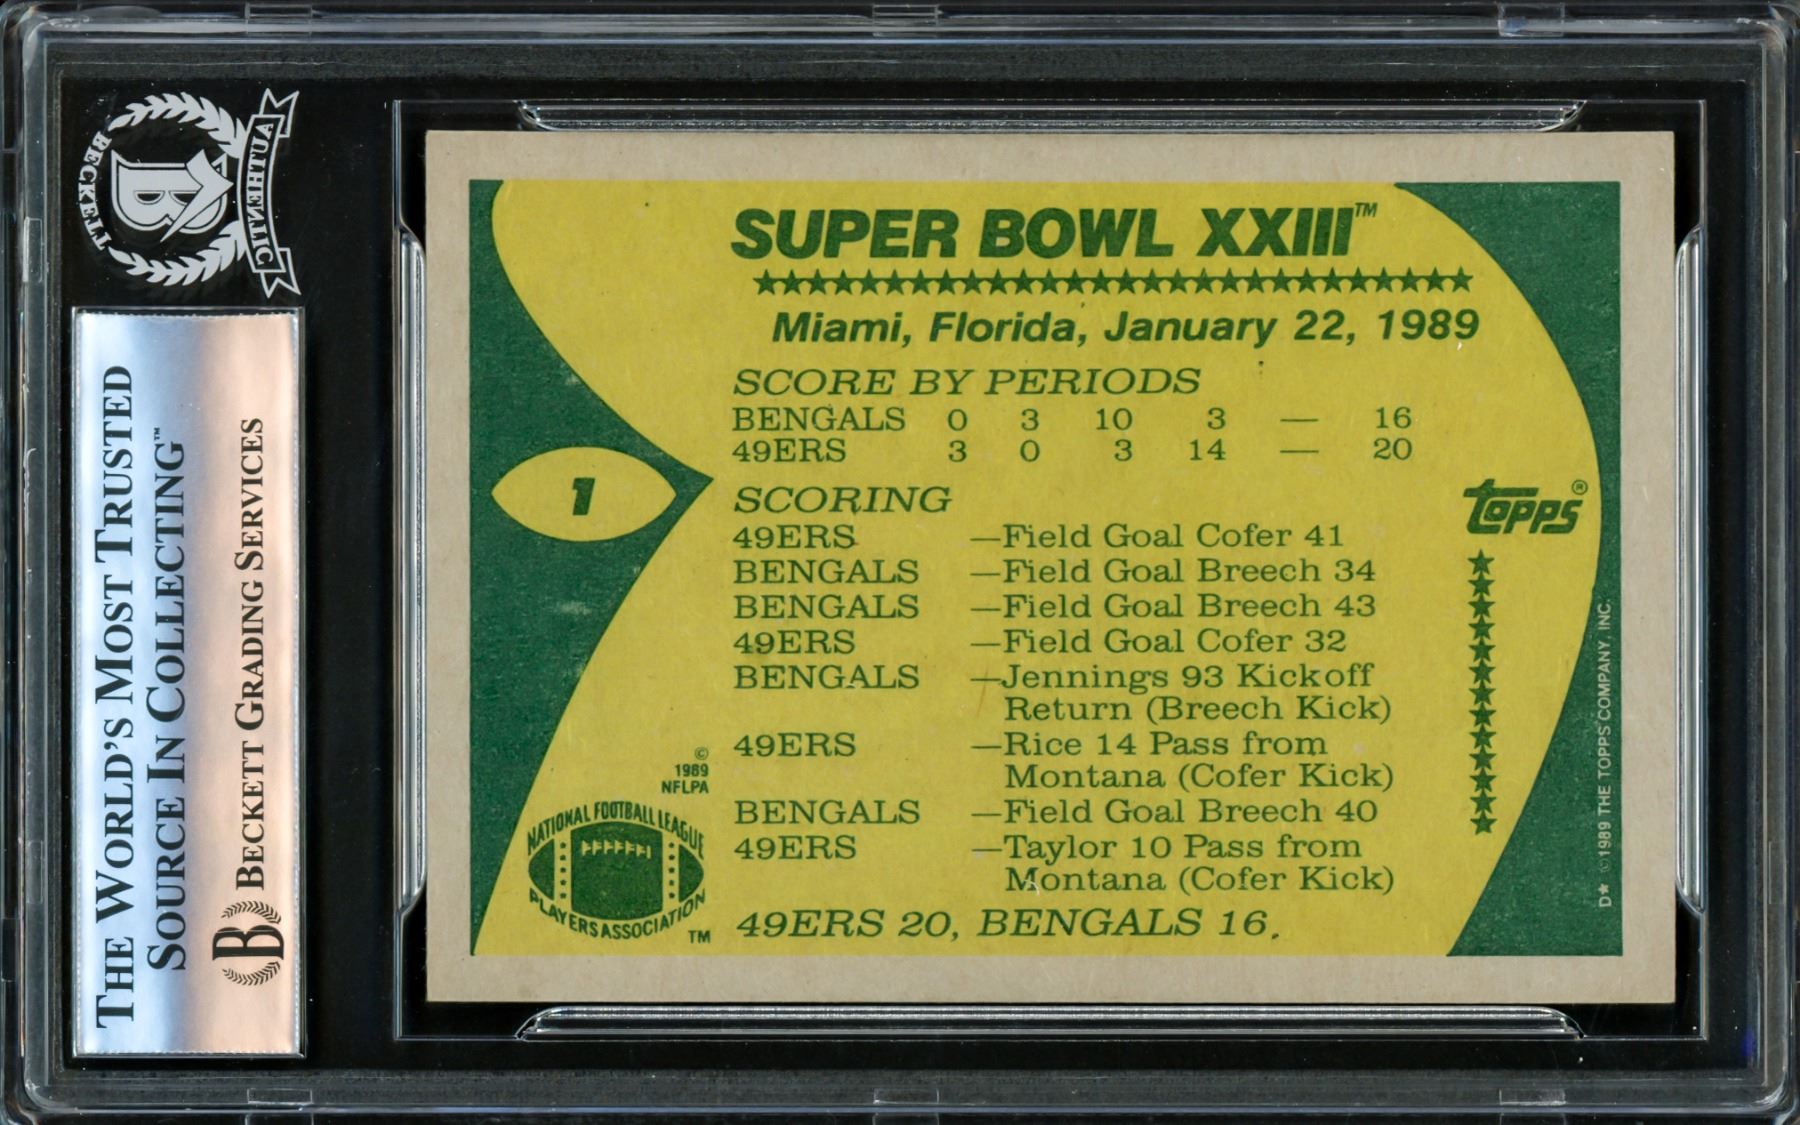 BECKETT
AUTHENTIC
B
THE WORLD'S MOST TRUSTED
SOURCE IN COLLECTING™
B BECKETT GRADING SERVICES
SUPER BOWL XXIII™
Miami, Florida, January 22, 1989
SCORE BY PERIODS
BENGALS 0 3 10 3 — 16
49ERS 3 0 3 14 — 20
1
SCORING
49ERS —Field Goal Cofer 41
BENGALS —Field Goal Breech 34
BENGALS —Field Goal Breech 43
49ERS —Field Goal Cofer 32
BENGALS —Jennings 93 Kickoff
Return (Breech Kick)
49ERS —Rice 14 Pass from
Montana (Cofer Kick)
BENGALS —Field Goal Breech 40
49ERS —Taylor 10 Pass from
Montana (Cofer Kick)
49ERS 20, BENGALS 16.
©
1989
NFLPA
NATIONAL FOOTBALL LEAGUE
PLAYERS ASSOCIATION
™
TOPPS®
D★ © 1989 THE TOPPS COMPANY, INC.